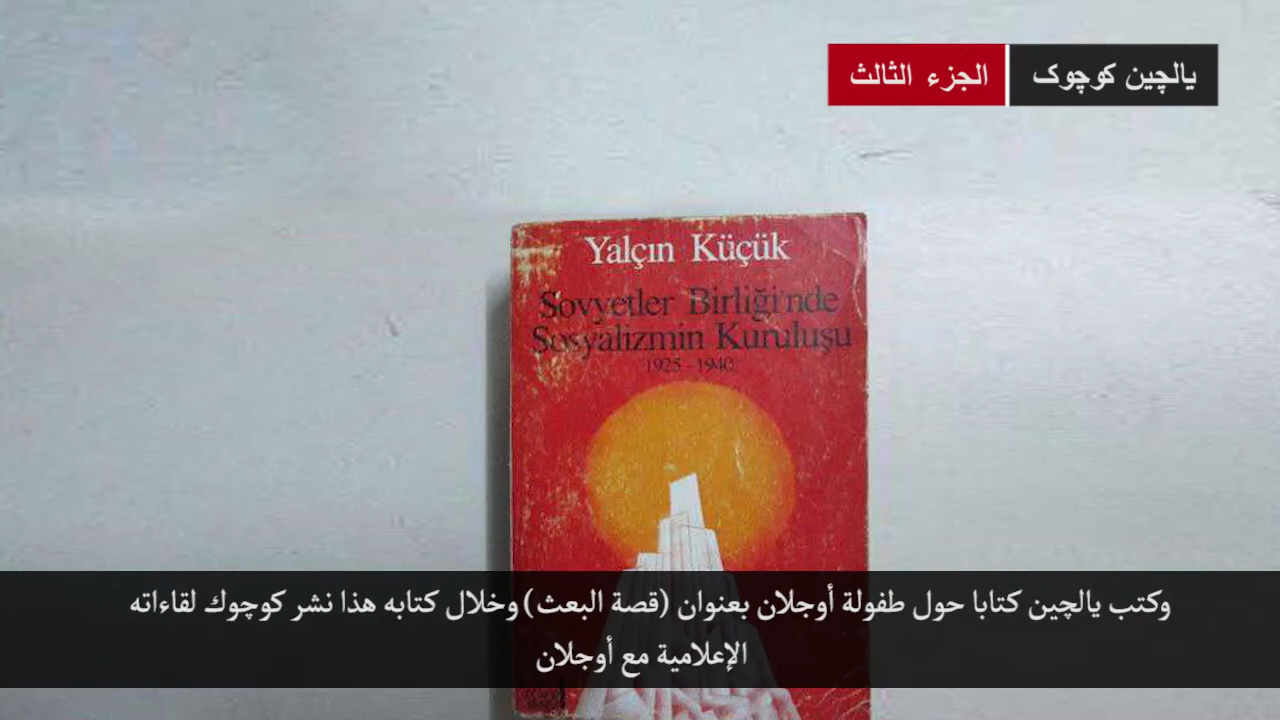 يالچين كوچوک
الجزء الثالث
Yalçın Küçük
Sovyetler Birliği'nde
Sosyalizmin Kuruluşu
1925 - 1940
وكتب يالچين كتابا حول طفولة أوجلان بعنوان (قصة البعث) وخلال كتابه هذا نشر كوچوك لقاءاته
الإعلامية مع أوجلان